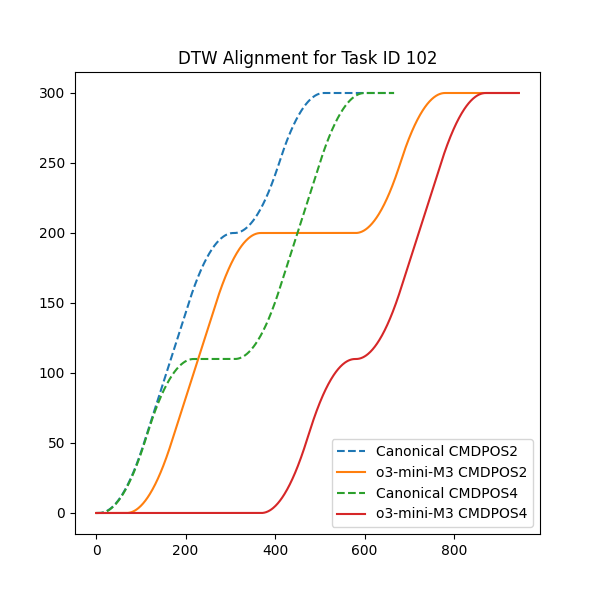 DTW Alignment for Task ID 102
300
250
200
150
100
50
0
Canonical CMDPOS2
o3-mini-M3 CMDPOS2
Canonical CMDPOS4
o3-mini-M3 CMDPOS4
0 200 400 600 800